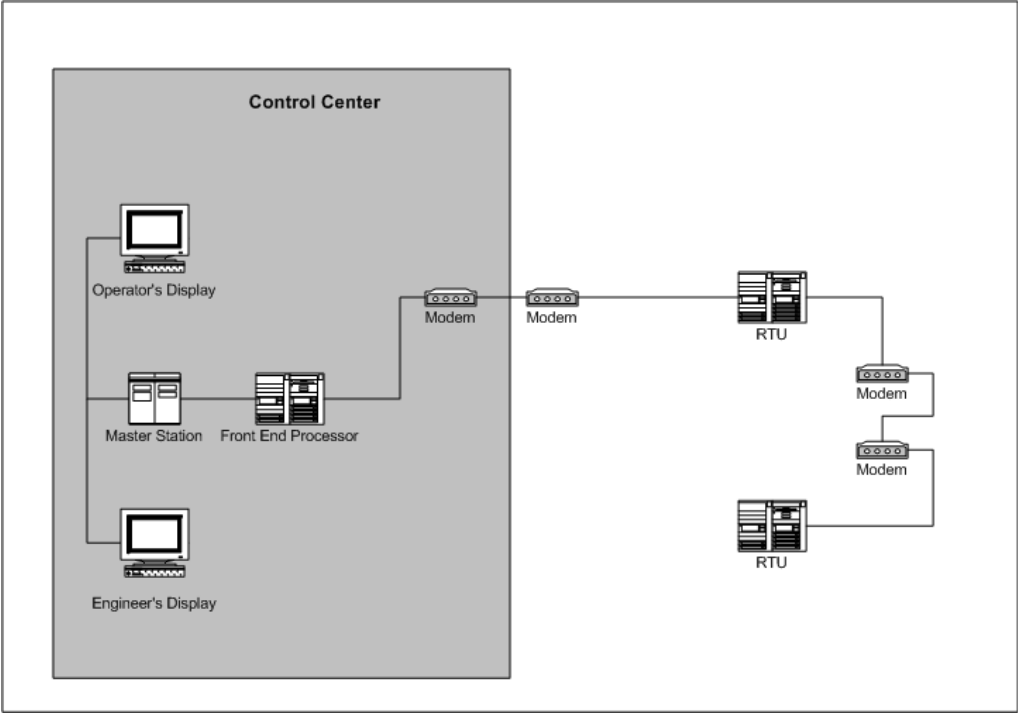 Control Center
Operator's Display
Modem
Modem
RTU
Modem
Master Station
Front End Processor
Modem
RTU
Engineer's Display